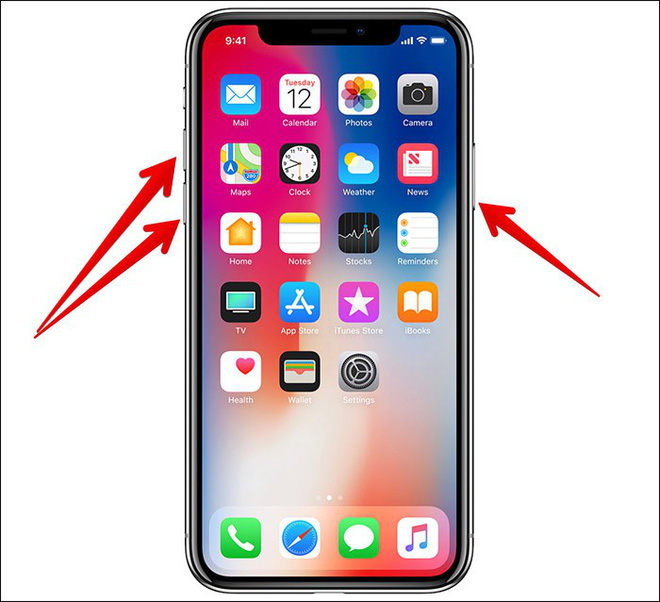 9:41
Tuesday
12
Mail Calendar Photos Camera
Maps Clock Weather News
Home Notes Stocks Reminders
tv
TV App Store iTunes Store iBooks
Health Wallet Settings